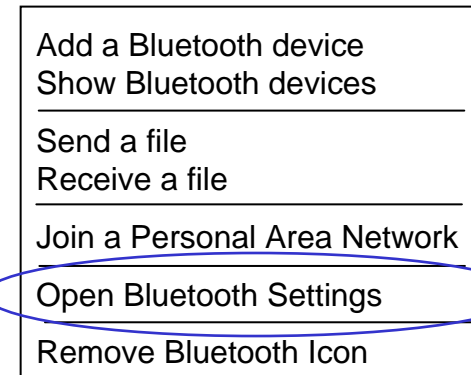 Add a Bluetooth device
Show Bluetooth devices
Send a file
Receive a file
Join a Personal Area Network
Open Bluetooth Settings
Remove Bluetooth Icon